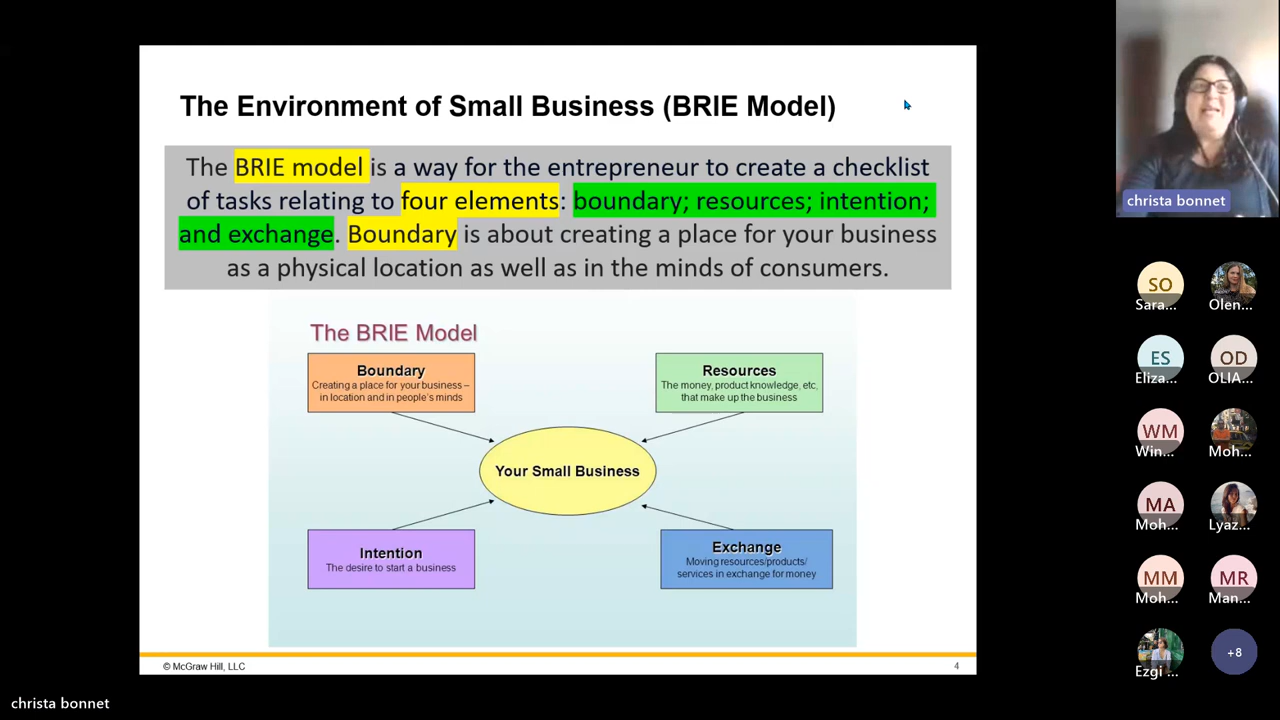 The Environment of Small Business (BRIE Model)
The BRIE model is a way for the entrepreneur to create a checklist
of tasks relating to four elements: boundary; resources; intention;
and exchange. Boundary is about creating a place for your business
as a physical location as well as in the minds of consumers.
The BRIE Model
Boundary
Creating a place for your business –
in location and in people's minds
Resources
The money, product knowledge, etc,
that make up the business
Your Small Business
Intention
The desire to start a business
Exchange
Moving resources/products/
services in exchange for money
© McGraw Hill, LLC
4
christa bonnet
SO
Sara...
Olen...
ES
Eliza...
OD
OLIA...
WM
Win...
Moh...
MA
Moh...
Lyaz...
MM
Moh...
MR
Man...
Ezgi ...
+8
christa bonnet